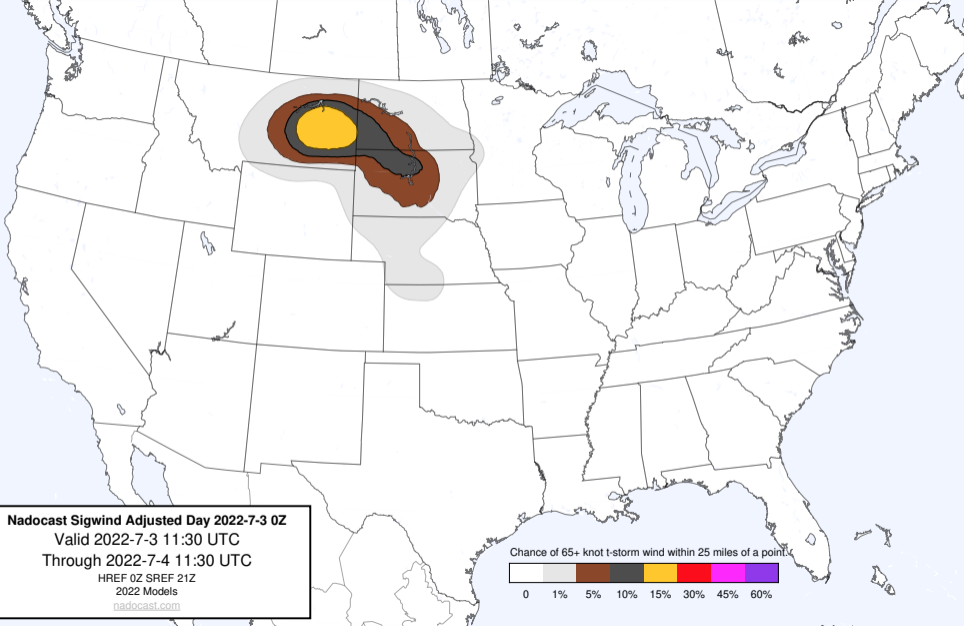 Nadocast Sigwind Adjusted Day 2022-7-3 0Z
Valid 2022-7-3 11:30 UTC
Through 2022-7-4 11:30 UTC
HREF 0Z SREF 21Z
2022 Models
nadocast.com
Chance of 65+ knot t-storm wind within 25 miles of a point.
0 1% 5% 10% 15% 30% 45% 60%